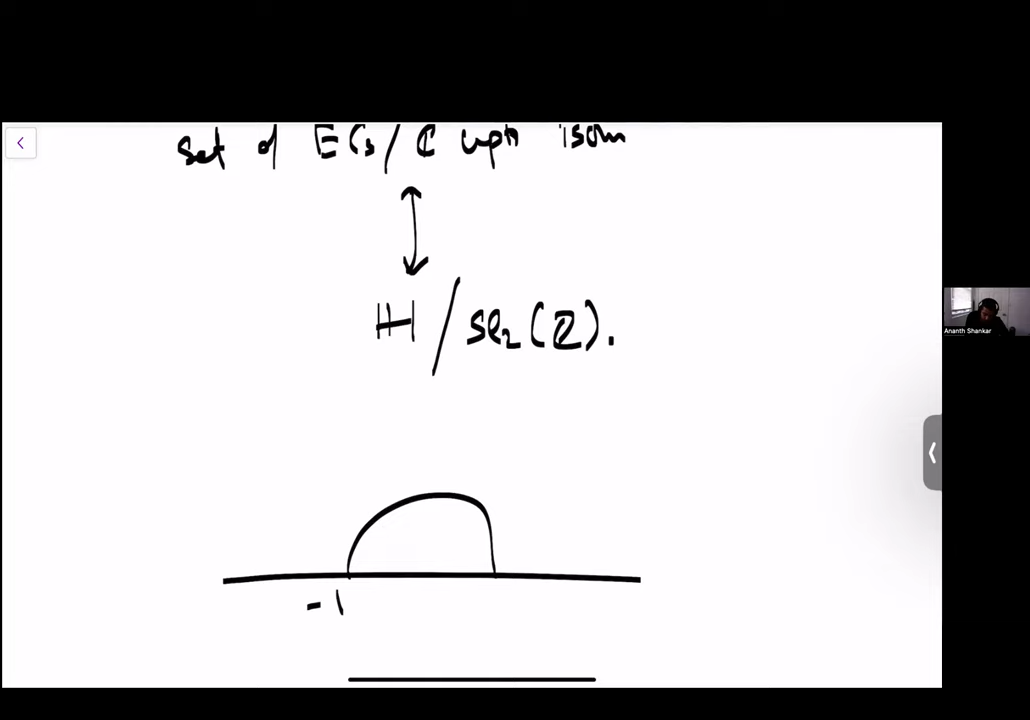 set of ECs/ℂ upto isom
ℍ/SL₂(ℤ).
-1
Ananth Shankar